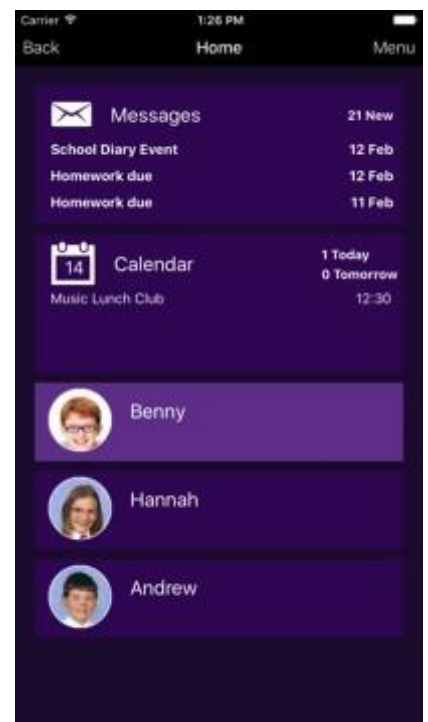 Carrier 1:26 PM
Back Home Menu
Messages 21 New
School Diary Event 12 Feb
Homework due 12 Feb
Homework due 11 Feb
14 Calendar 1 Today
0 Tomorrow
Music Lunch Club 12:30
Benny
Hannah
Andrew